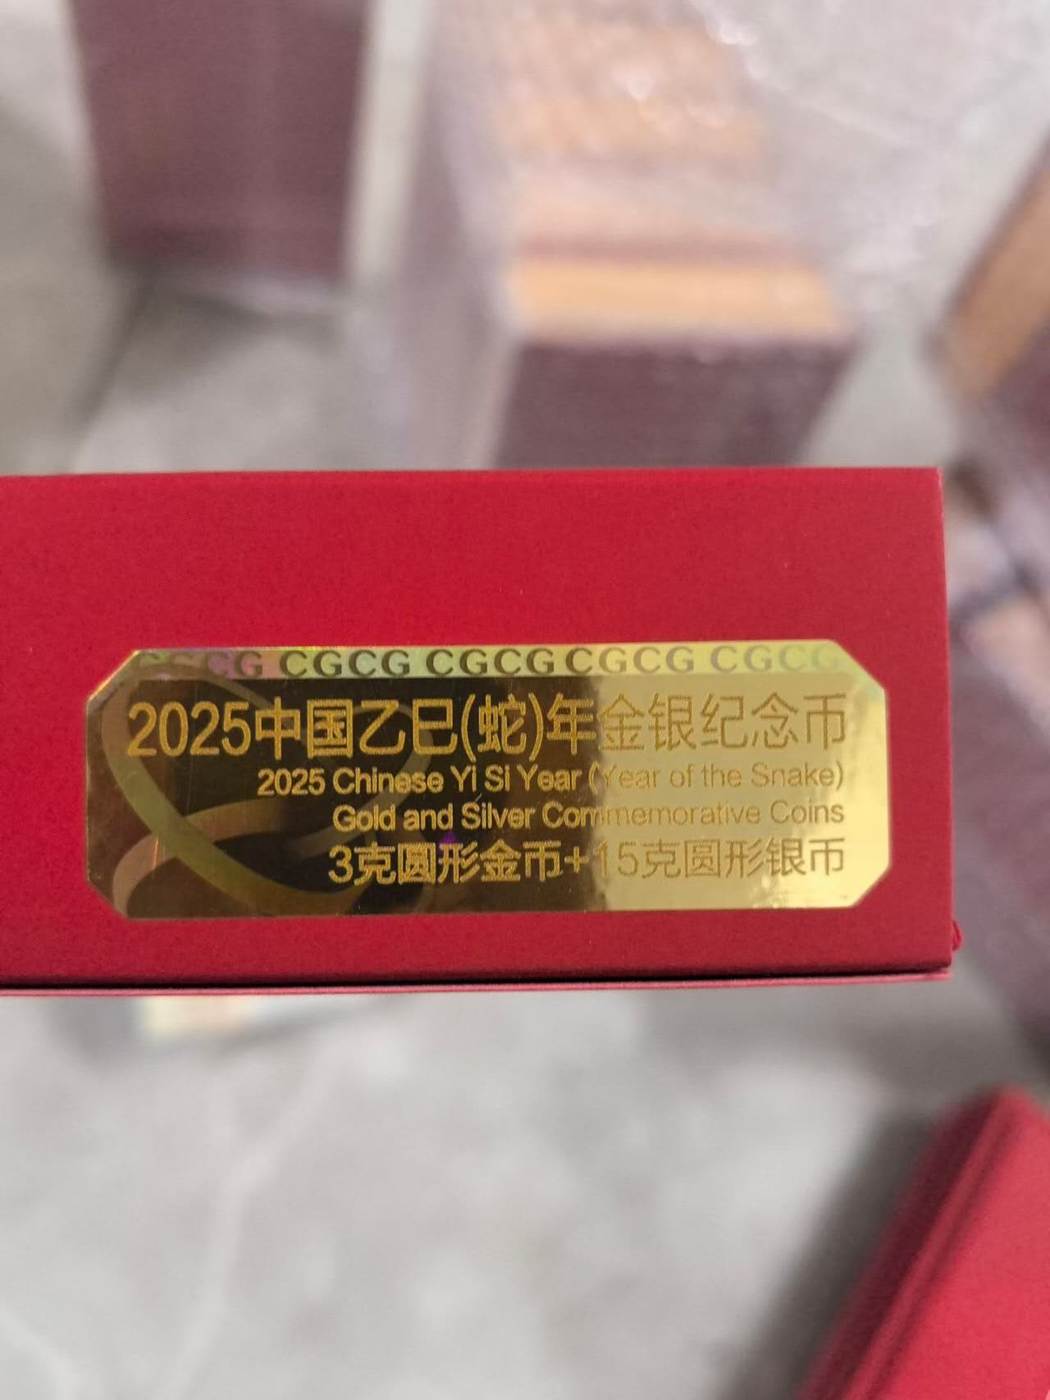 CGCG CGCG CGCG CGCG CGCG
2025中国乙巳(蛇)年金银纪念币
2025 Chinese Yi Si Year (Year of the Snake)
Gold and Silver Commemorative Coins
3克圆形金币+15克圆形银币